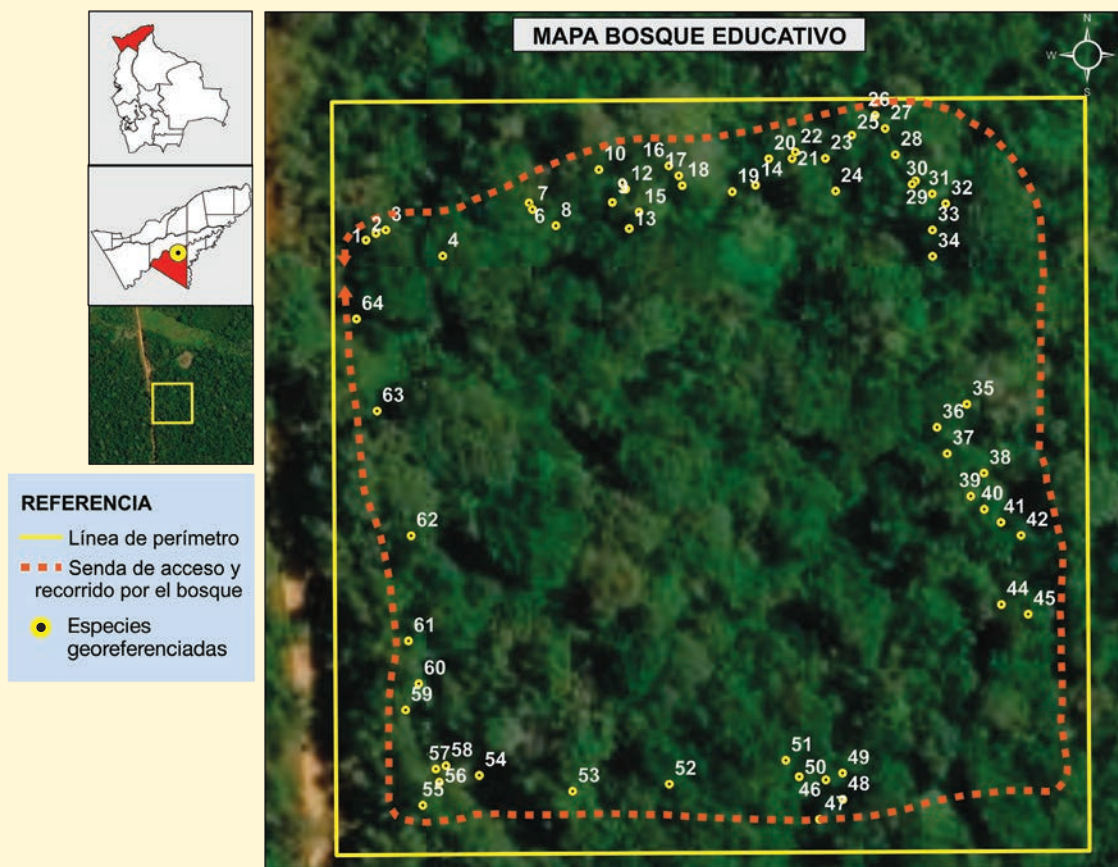 MAPA BOSQUE EDUCATIVO
N
W E
S
26
25 27
22
20 21 23 28
16
10 17 14
18 19 24 30 31
12
9 15 29 32
7
6 8 13 33
3
1 2
4 34
64
63 35
36
37
38
39 40
41 42
62
44 45
61
60
59
51 49
57 58 54
56 50 48
55 53 52 46
47
REFERENCIA
Línea de perímetro
Senda de acceso y
recorrido por el bosque
Especies
georeferenciadas